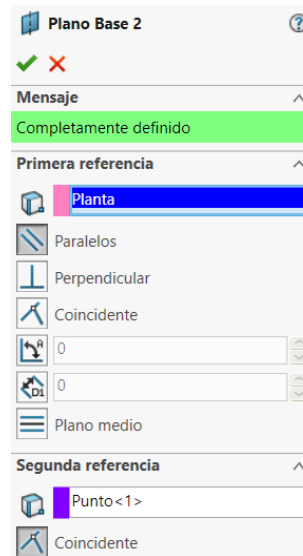 Plano Base 2
Mensaje
Completamente definido
Primera referencia
Planta
Paralelos
Perpendicular
Coincidente
0
0
Plano medio
Segunda referencia
Punto<1>
Coincidente